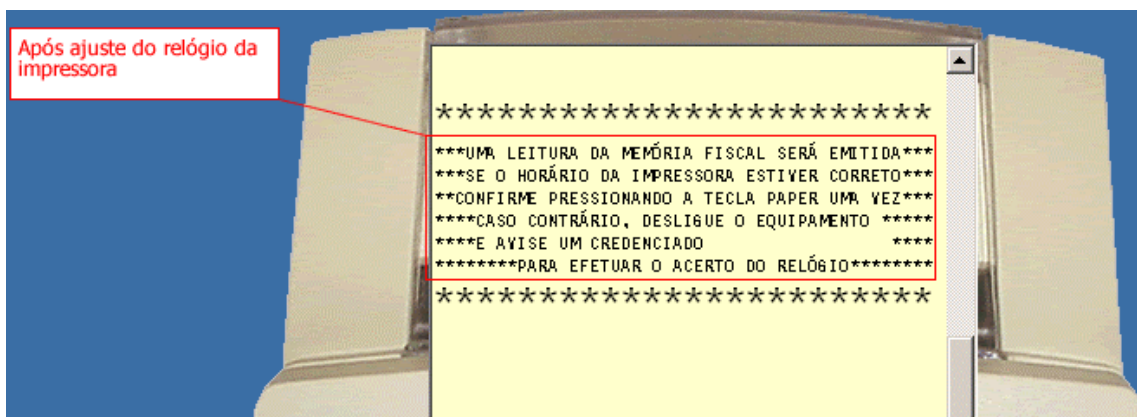 Após ajuste do relógio da
impressora
************************
***UMA LEITURA DA MEMÓRIA FISCAL SERÁ EMITIDA***
***SE O HORÁRIO DA IMPRESSORA ESTIVER CORRETO***
**CONFIRME PRESSIONANDO A TECLA PAPER UMA VEZ***
****CASO CONTRÁRIO, DESLIGUE O EQUIPAMENTO *****
****E AVISE UM CREDENCIADO                  ****
********PARA EFETUAR O ACERTO DO RELÓGIO********
************************